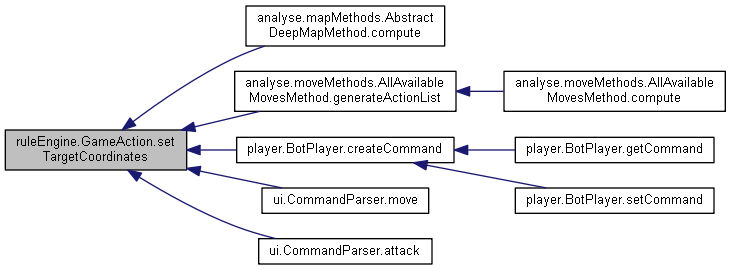 analyse.mapMethods.Abstract
DeepMapMethod.compute
analyse.moveMethods.AllAvailable
MovesMethod.generateActionList
analyse.moveMethods.AllAvailable
MovesMethod.compute
ruleEngine.GameAction.set
TargetCoordinates
player.BotPlayer.createCommand
player.BotPlayer.getCommand
ui.CommandParser.move
player.BotPlayer.setCommand
ui.CommandParser.attack